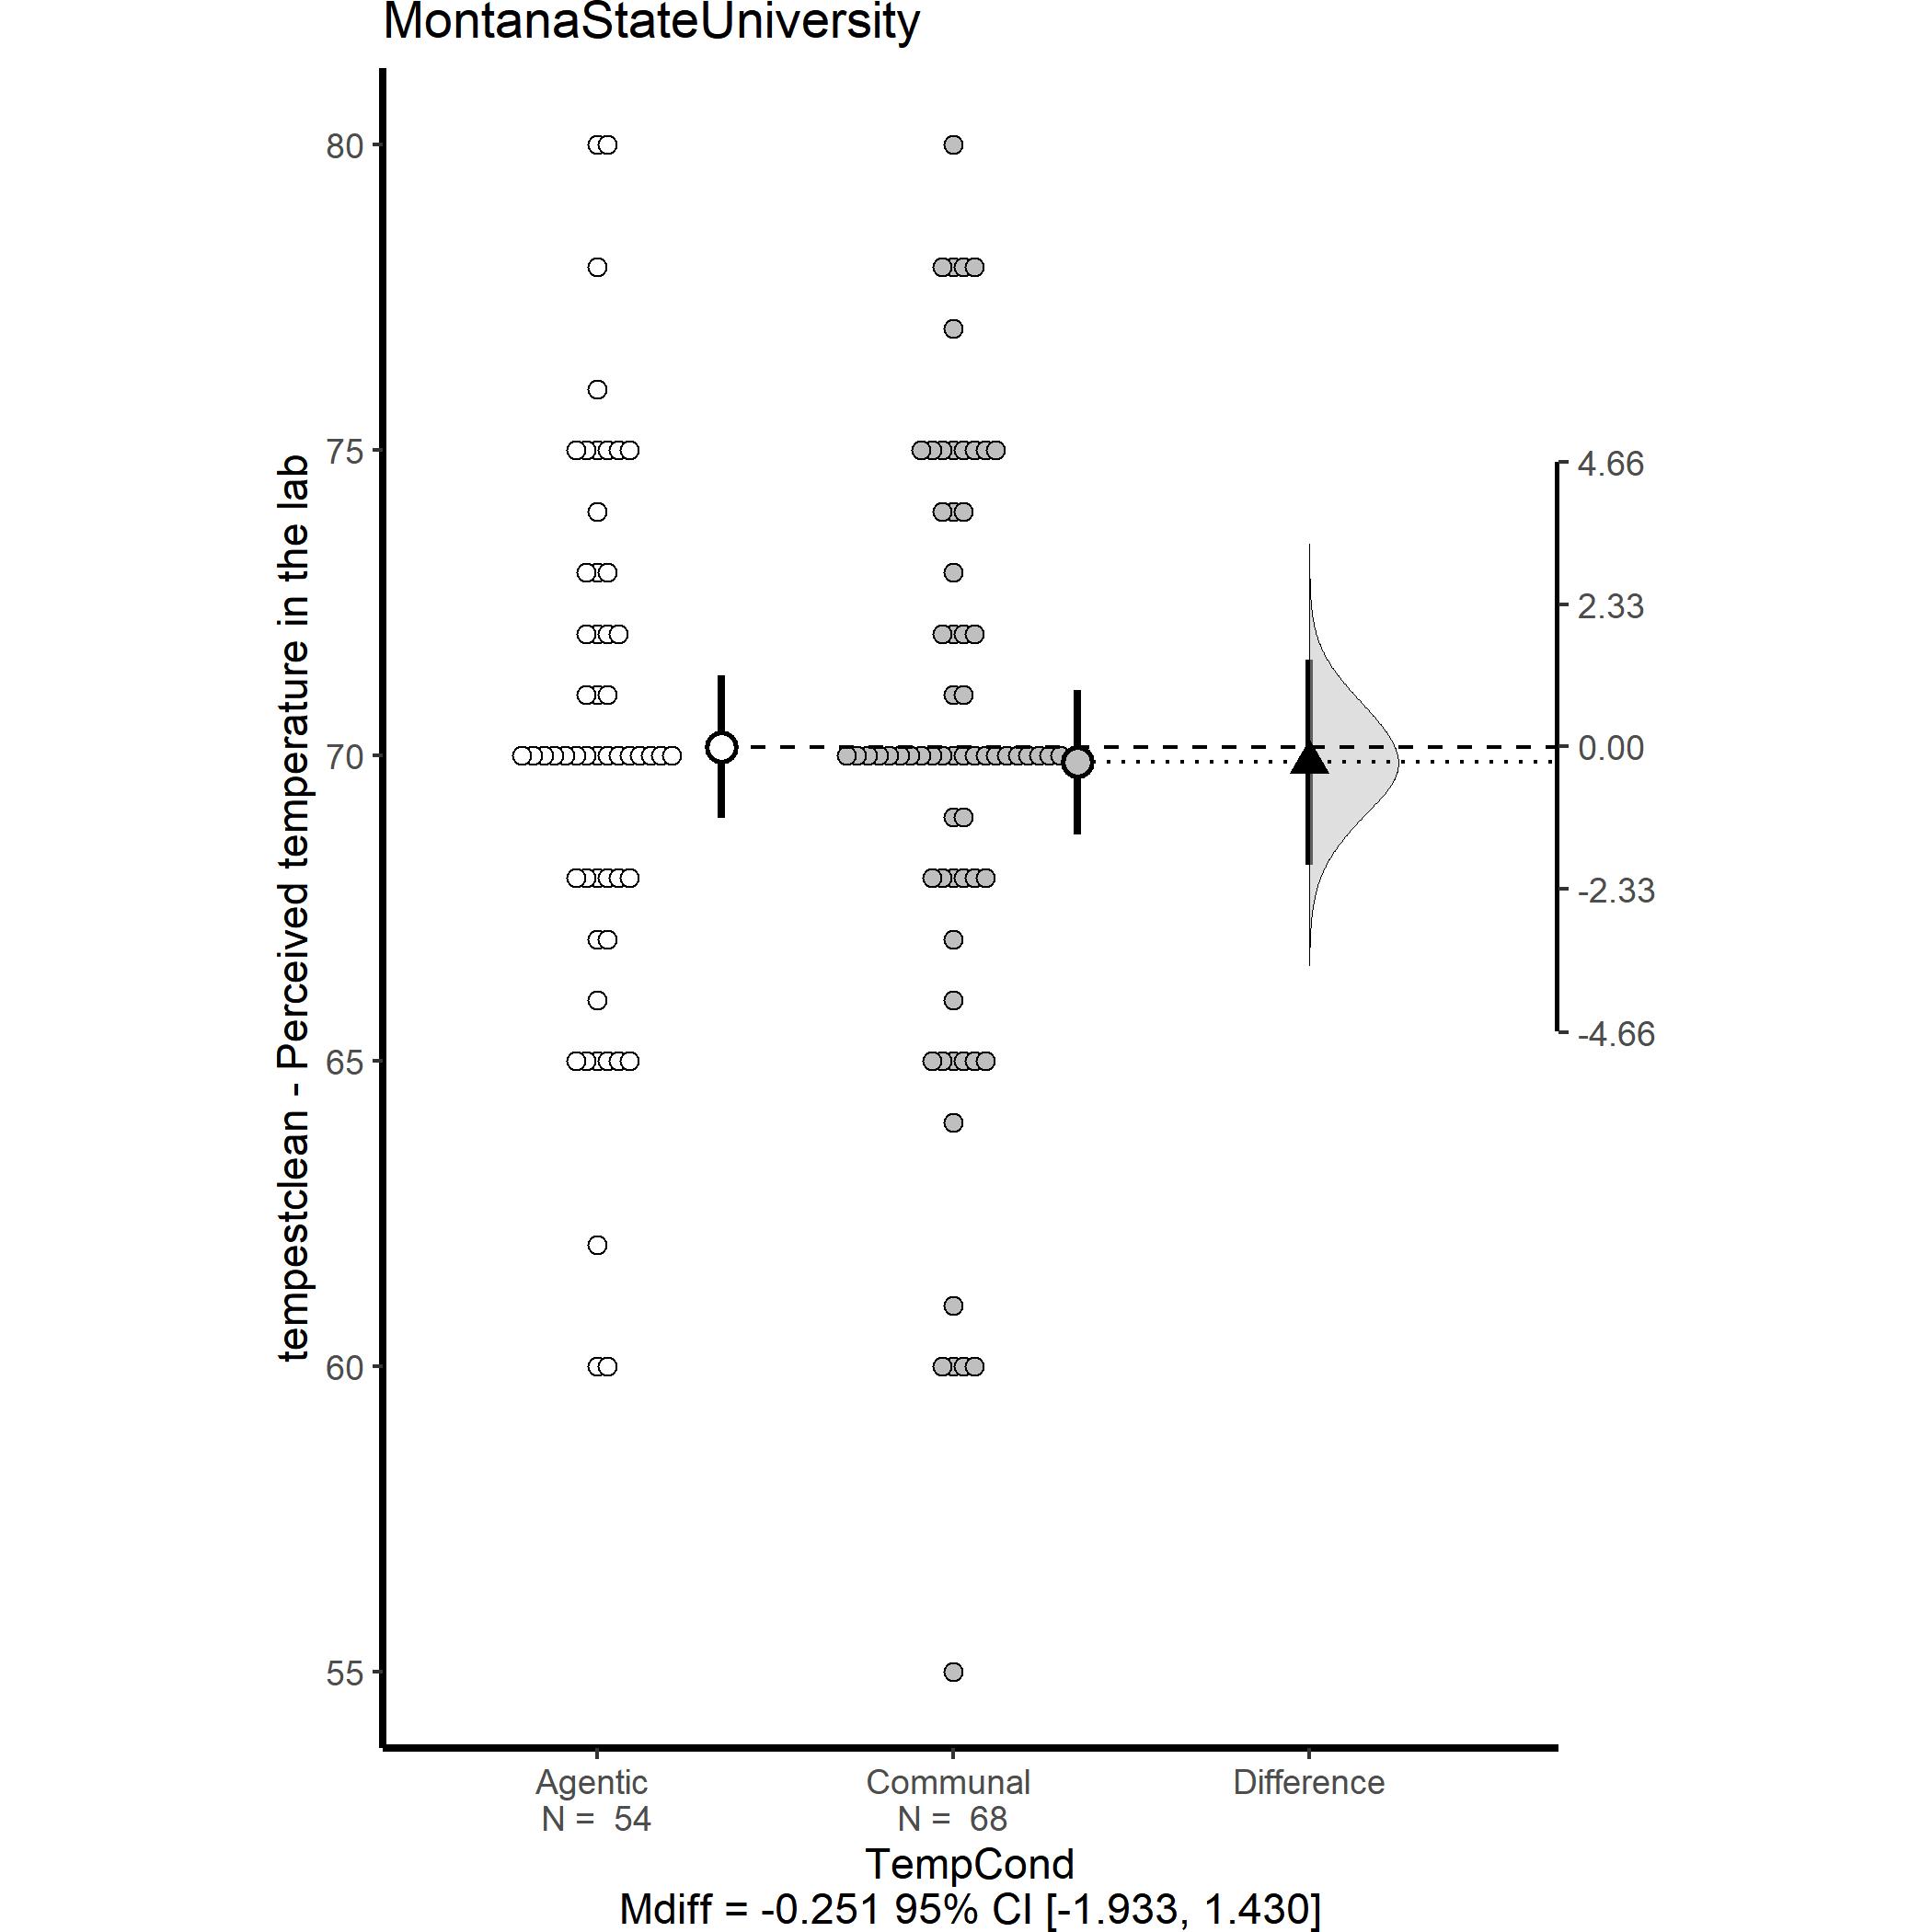 MontanaStateUniversity
tempestclean - Perceived temperature in the lab
80
75
70
65
60
55
4.66
2.33
0.00
-2.33
-4.66
Agentic
N =  54
Communal
N =  68
Difference
TempCond
Mdiff = -0.251 95% CI [-1.933, 1.430]